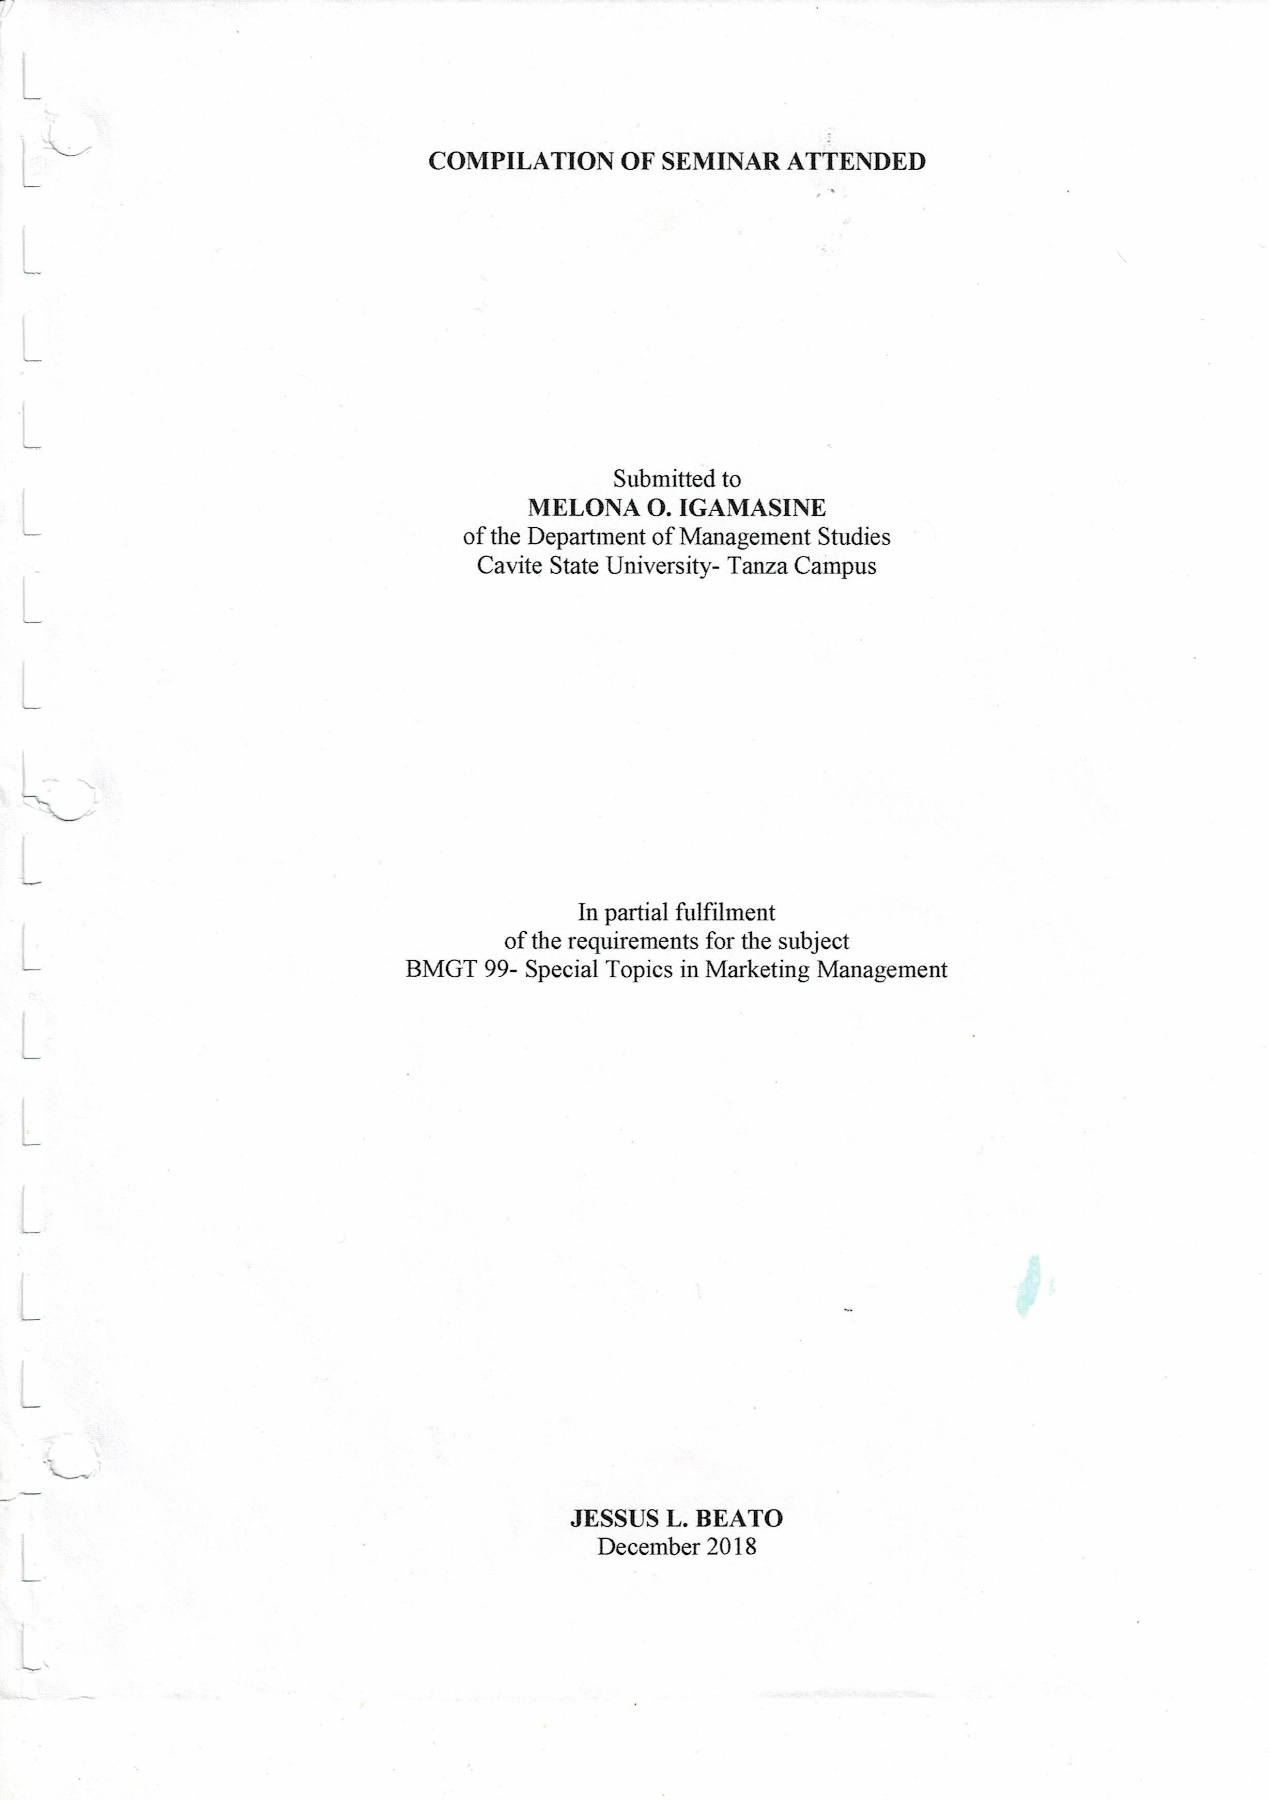 COMPILATION OF SEMINAR ATTENDED
Submitted to
MELONA O. IGAMASINE
of the Department of Management Studies
Cavite State University- Tanza Campus
In partial fulfilment
of the requirements for the subject
BMGT 99- Special Topics in Marketing Management
JESSUS L. BEATO
December 2018